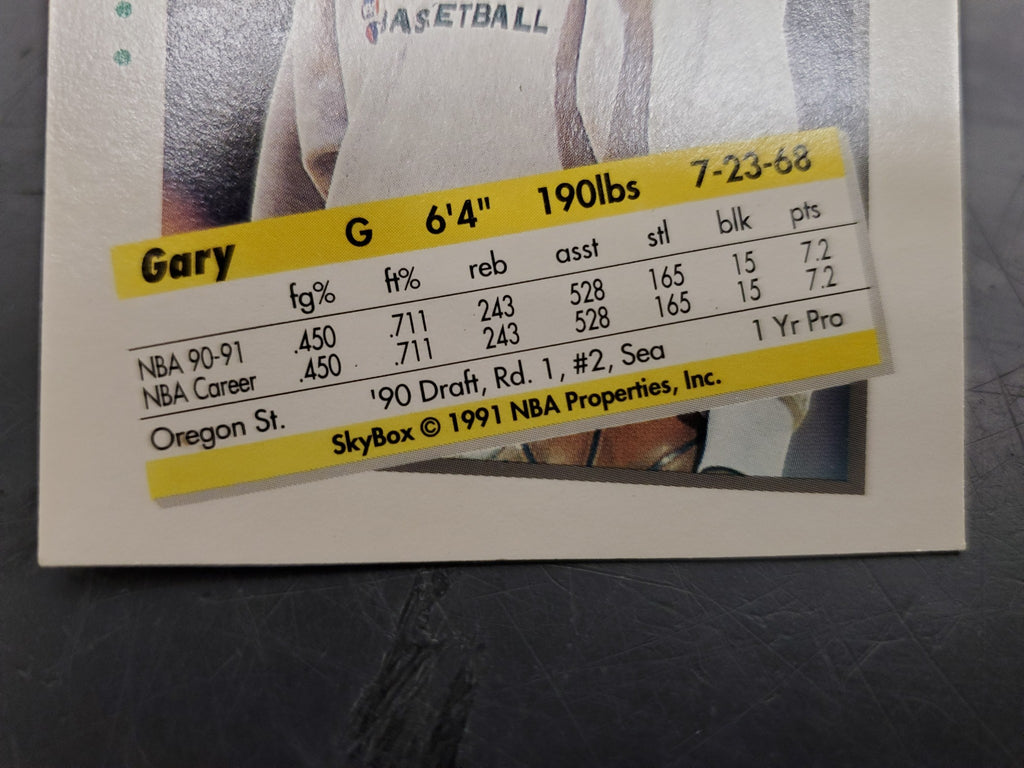 BASKETBALL
Gary G 6'4" 190lbs 7-23-68
fg% ft% reb asst stl blk pts
NBA 90-91 .450 .711 243 528 165 15 7.2
NBA Career .450 .711 243 528 165 15 7.2
Oregon St. '90 Draft, Rd. 1, #2, Sea 1 Yr Pro
SkyBox © 1991 NBA Properties, Inc.